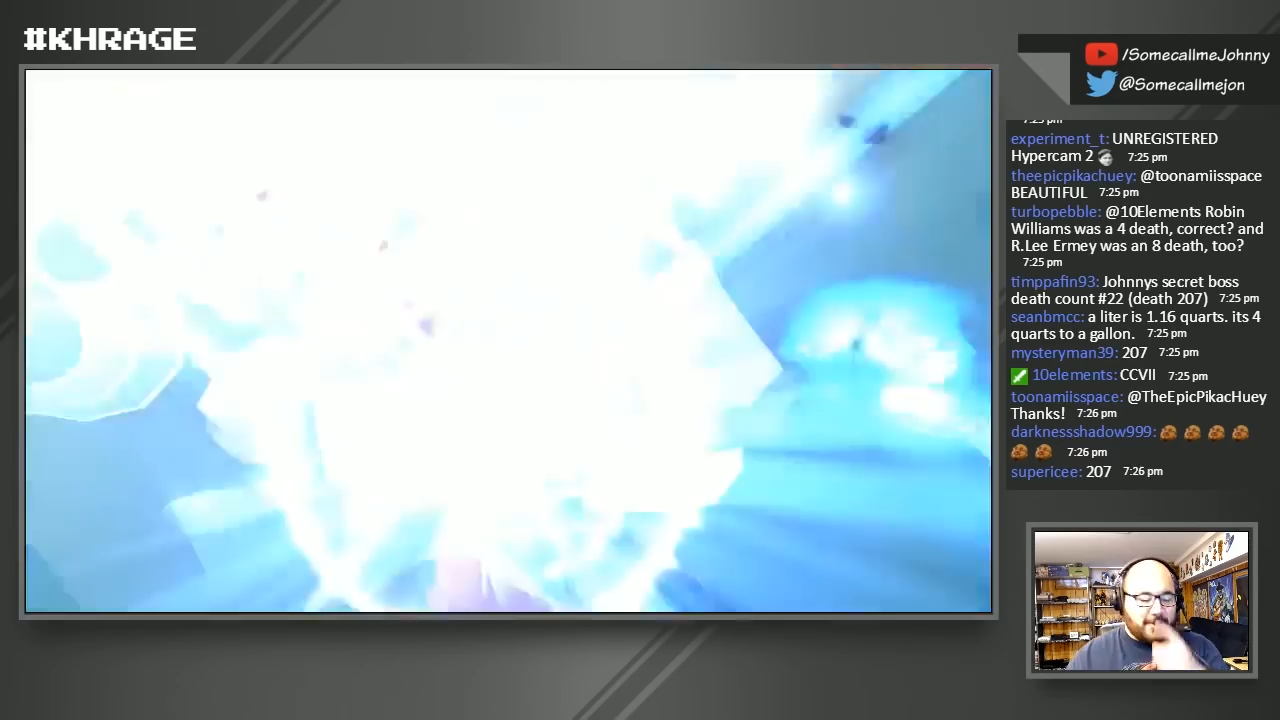 #KHRAGE
/SomecallmeJohnny
@Somecallmejon
experiment_t: UNREGISTERED
Hypercam 2 7:25 pm
theepicpikachuey: @toonamiisspace
BEAUTIFUL 7:25 pm
turbopebble: @10Elements Robin
Williams was a 4 death, correct? and
R.Lee Ermey was an 8 death, too?
7:25 pm
timppafin93: Johnnys secret boss
death count #22 (death 207) 7:25 pm
seanbmcc: a liter is 1.16 quarts. its 4
quarts to a gallon. 7:25 pm
mysteryman39: 207 7:25 pm
10elements: CCVII 7:25 pm
toonamiisspace: @TheEpicPikacHuey
Thanks! 7:26 pm
darknessshadow999:
7:26 pm
supericee: 207 7:26 pm